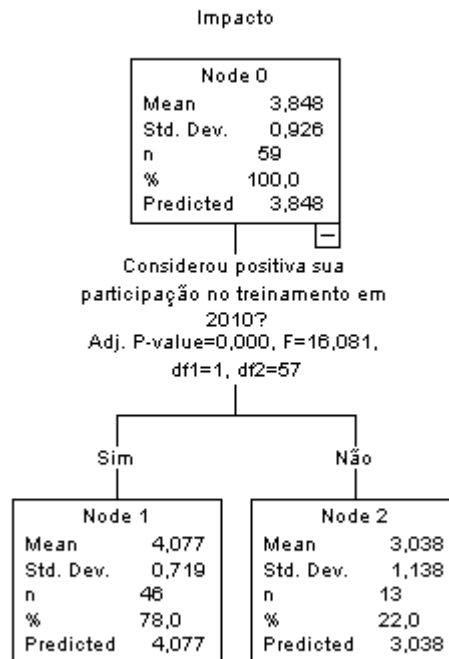 Impacto
Node 0
Mean 3,848
Std. Dev. 0,926
n 59
% 100,0
Predicted 3,848
Considerou positiva sua
participação no treinamento em
2010?
Adj. P-value=0,000, F=16,081,
df1=1, df2=57
Sim
Não
Node 1
Mean 4,077
Std. Dev. 0,719
n 46
% 78,0
Predicted 4,077
Node 2
Mean 3,038
Std. Dev. 1,138
n 13
% 22,0
Predicted 3,038